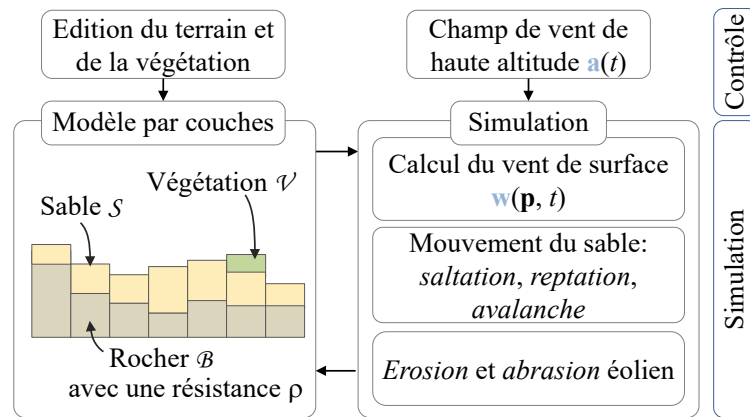 Edition du terrain et
de la végétation
Champ de vent de
haute altitude a(t)
Contrôle
Modèle par couches
Végétation 𝒱
Sable 𝒮
Rocher ℬ
avec une résistance ρ
Simulation
Calcul du vent de surface
w(p, t)
Mouvement du sable:
saltation, reptation,
avalanche
Erosion et abrasion éolien
Simulation